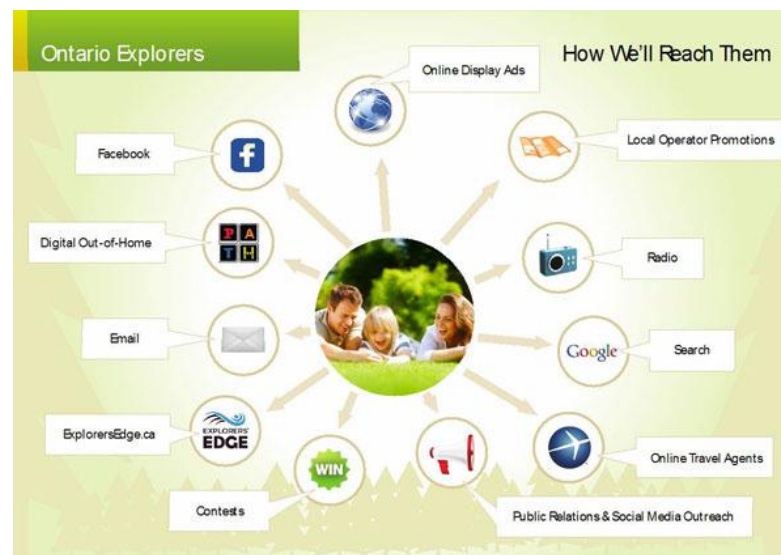 Ontario Explorers
How We'll Reach Them
Online Display Ads
Local Operator Promotions
Facebook
f
Digital Out-of-Home
P A
T H
Radio
Email
Google
Search
ExplorersEdge.ca
EXPLORERS'
EDGE
WIN
Contests
Online Travel Agents
Public Relations & Social Media Outreach